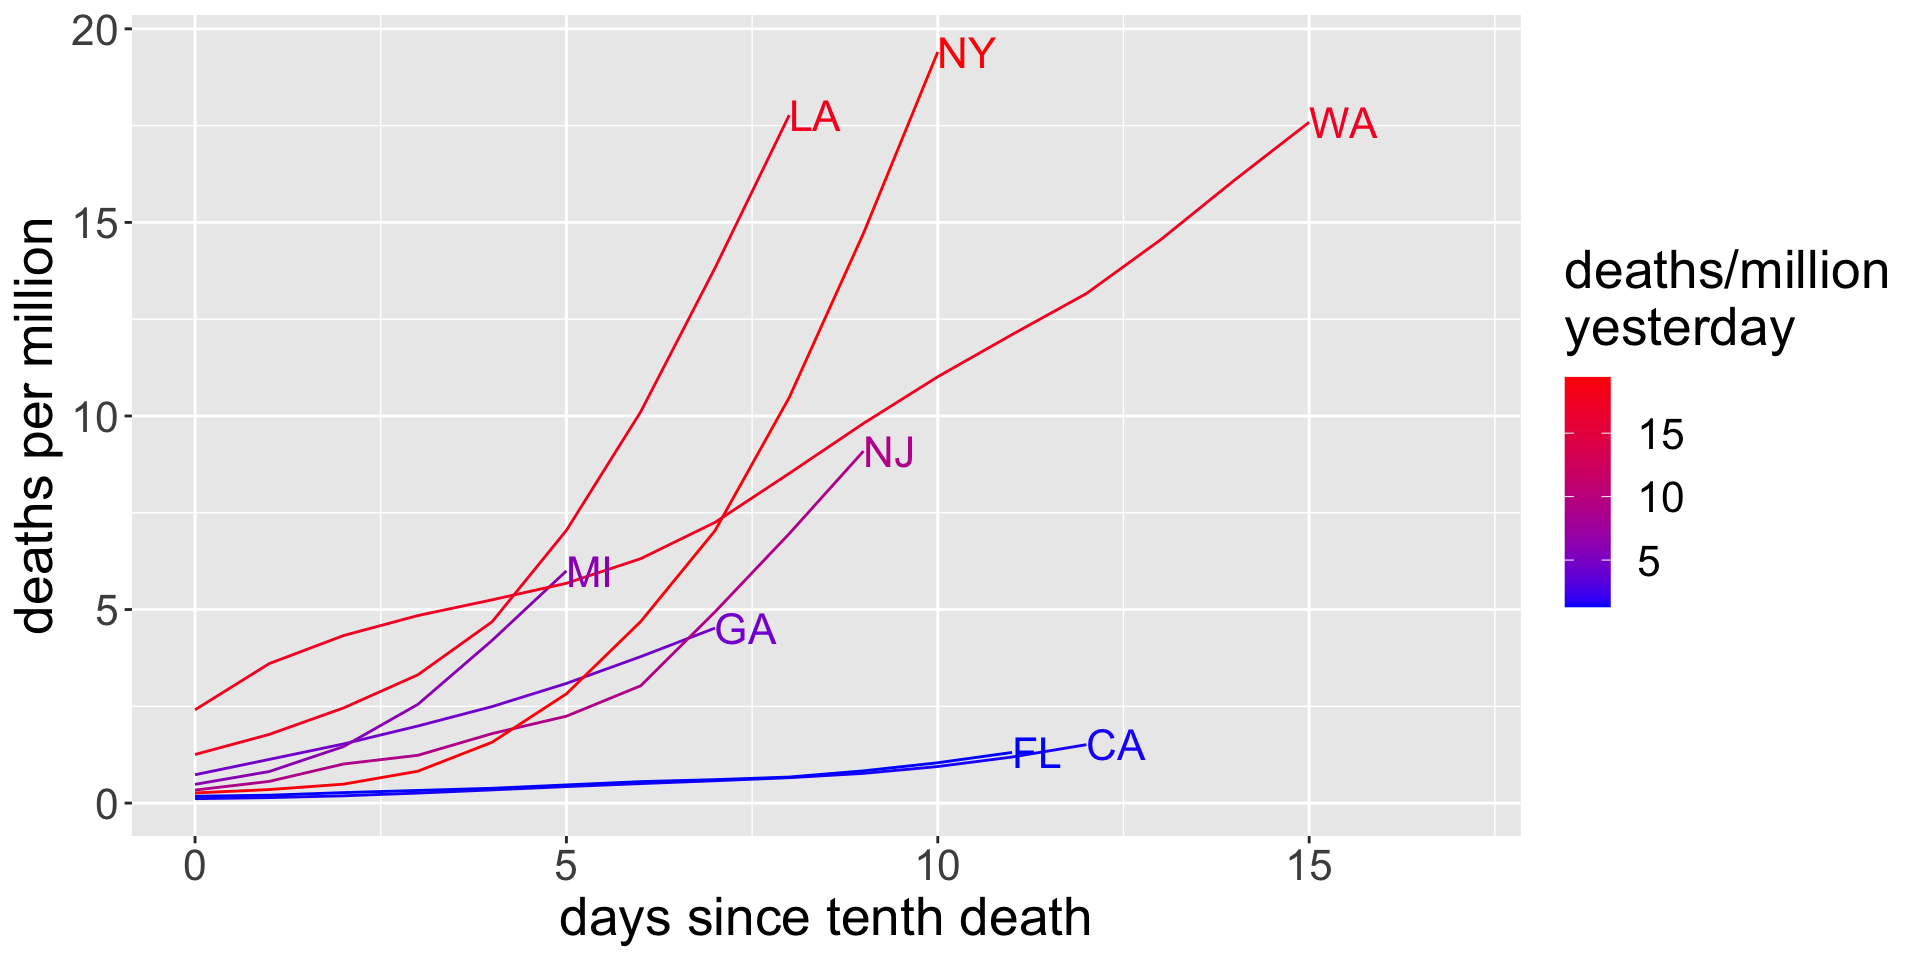 deaths per million
20
15
10
5
0
NY
LA
WA
NJ
MI
GA
FL
CA
0
5
10
15
days since tenth death
deaths/million
yesterday
15
10
5